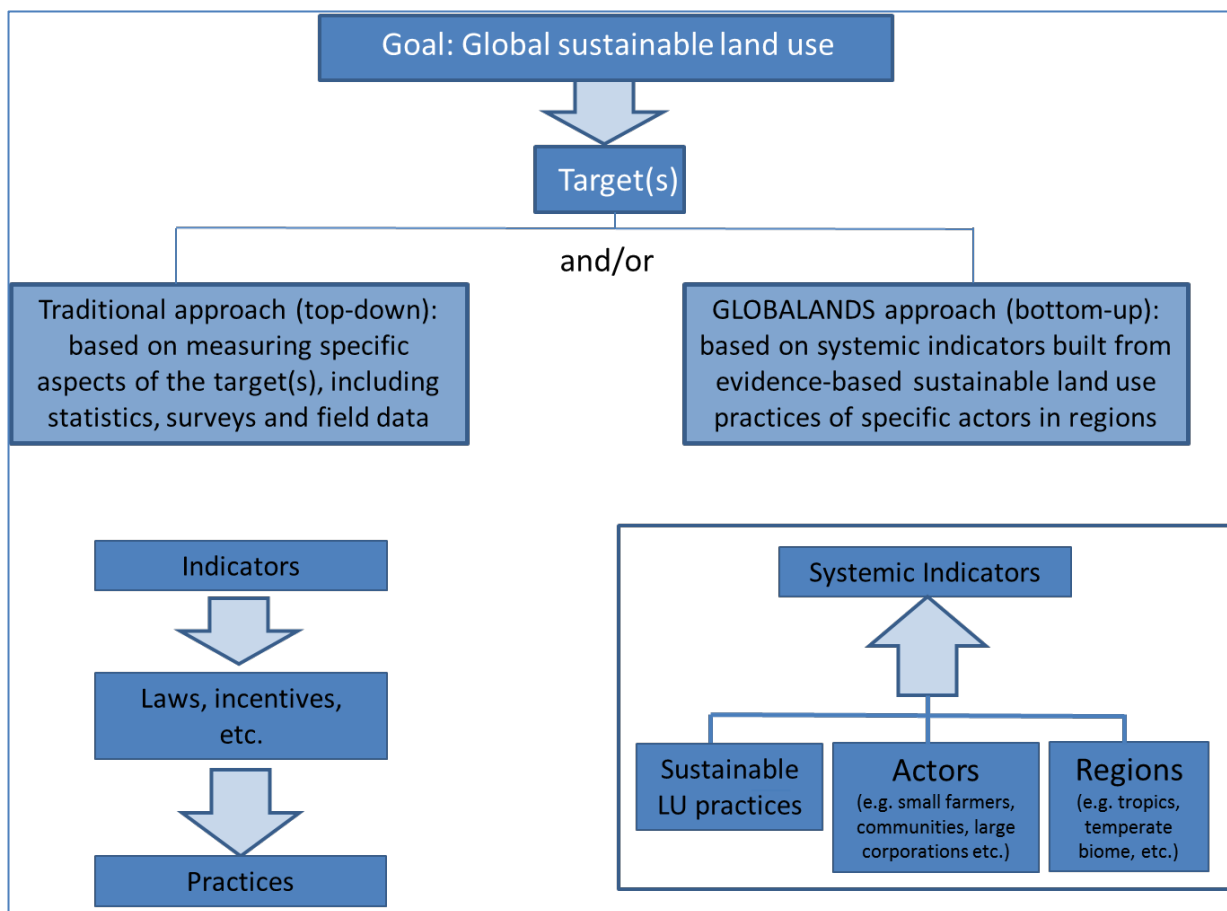 Goal: Global sustainable land use
Target(s)
and/or
Traditional approach (top-down):
based on measuring specific
aspects of the target(s), including
statistics, surveys and field data
GLOBALANDS approach (bottom-up):
based on systemic indicators built from
evidence-based sustainable land use
practices of specific actors in regions
Indicators
Laws, incentives,
etc.
Practices
Systemic Indicators
Sustainable
LU practices
Actors
(e.g. small farmers,
communities, large
corporations etc.)
Regions
(e.g. tropics,
temperate
biome, etc.)